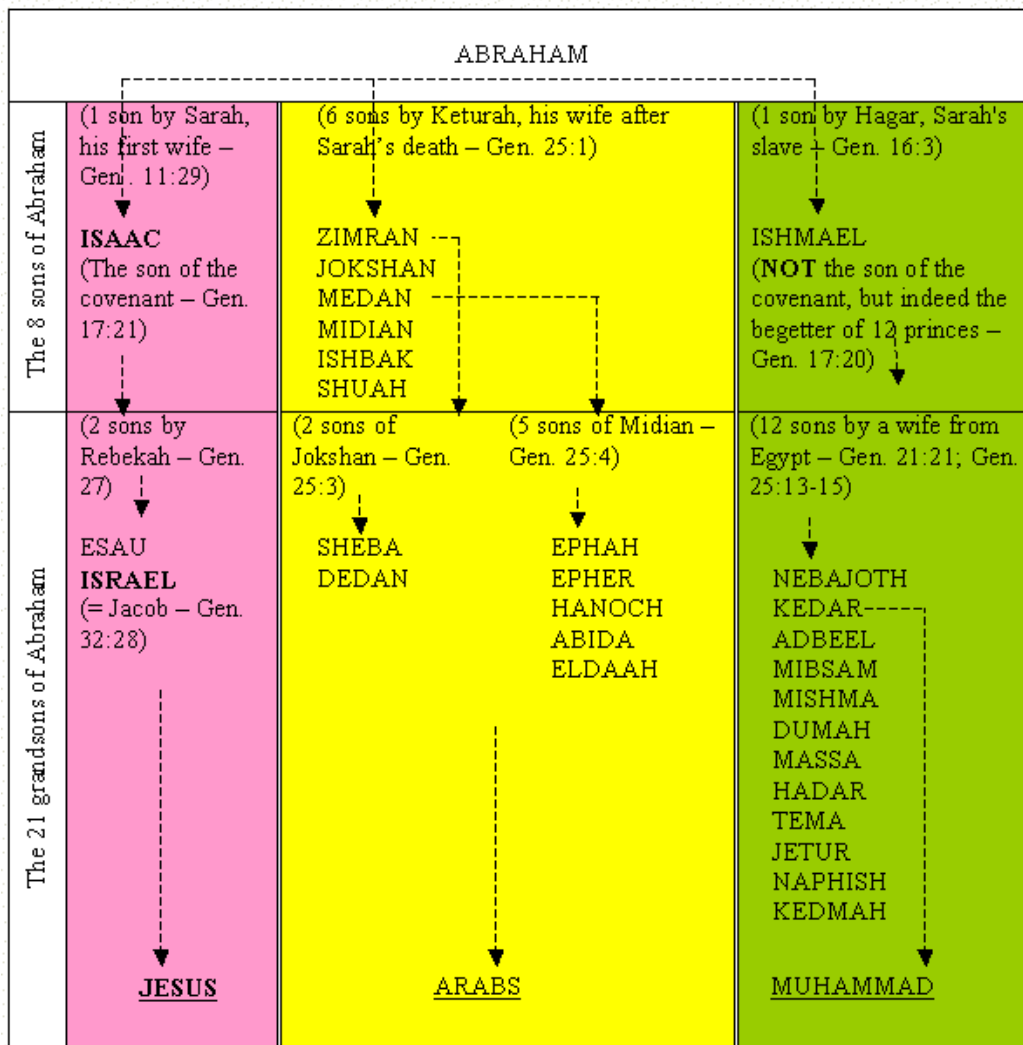 ABRAHAM
The 8 sons of Abraham
(1 son by Sarah,
his first wife –
Gen. 11:29)
ISAAC
(The son of the
covenant – Gen.
17:21)
(6 sons by Keturah, his wife after
Sarah's death – Gen. 25:1)
ZIMRAN
JOKSHAN
MEDAN
MIDIAN
ISHBAK
SHUAH
(1 son by Hagar, Sarah's
slave – Gen. 16:3)
ISHMAEL
(NOT the son of the
covenant, but indeed the
begetter of 12 princes –
Gen. 17:20)
The 21 grandsons of Abraham
(2 sons by
Rebekah – Gen.
27)
ESAU
ISRAEL
(= Jacob – Gen.
32:28)
JESUS
(2 sons of
Jokshan – Gen.
25:3)
SHEBA
DEDAN
(5 sons of Midian –
Gen. 25:4)
EPHAH
EPHER
HANOCH
ABIDA
ELDAAH
ARABS
(12 sons by a wife from
Egypt – Gen. 21:21; Gen.
25:13-15)
NEBAJOTH
KEDAR
ADBEEL
MIBSAM
MISHMA
DUMAH
MASSA
HADAR
TEMA
JETUR
NAPHISH
KEDMAH
MUHAMMAD